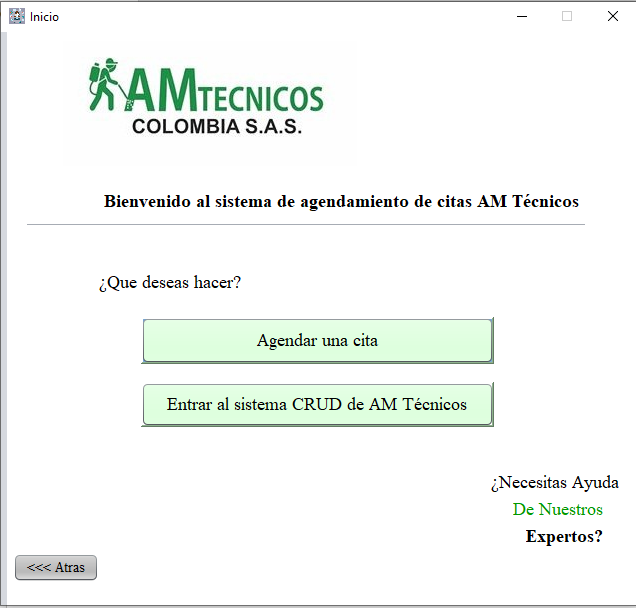 Inicio
AMTECNICOS
COLOMBIA S.A.S.
Bienvenido al sistema de agendamiento de citas AM Técnicos
¿Que deseas hacer?
Agendar una cita
Entrar al sistema CRUD de AM Técnicos
¿Necesitas Ayuda
De Nuestros
Expertos?
<<< Atras